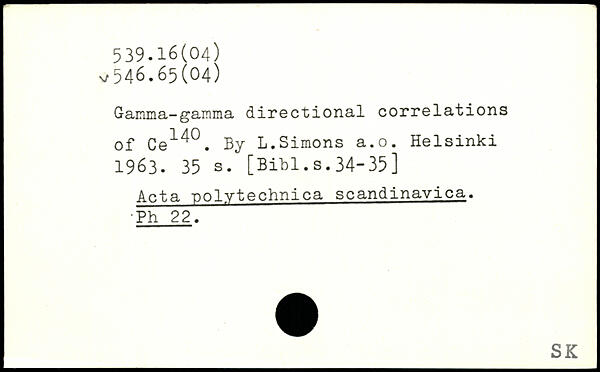 539.16(04)
✓546.65(04)
Gamma-gamma directional correlations
of Ce¹⁴⁰. By L.Simons a.o. Helsinki
1963. 35 s. [Bibl.s.34-35]
Acta polytechnica scandinavica.
Ph 22.
SK